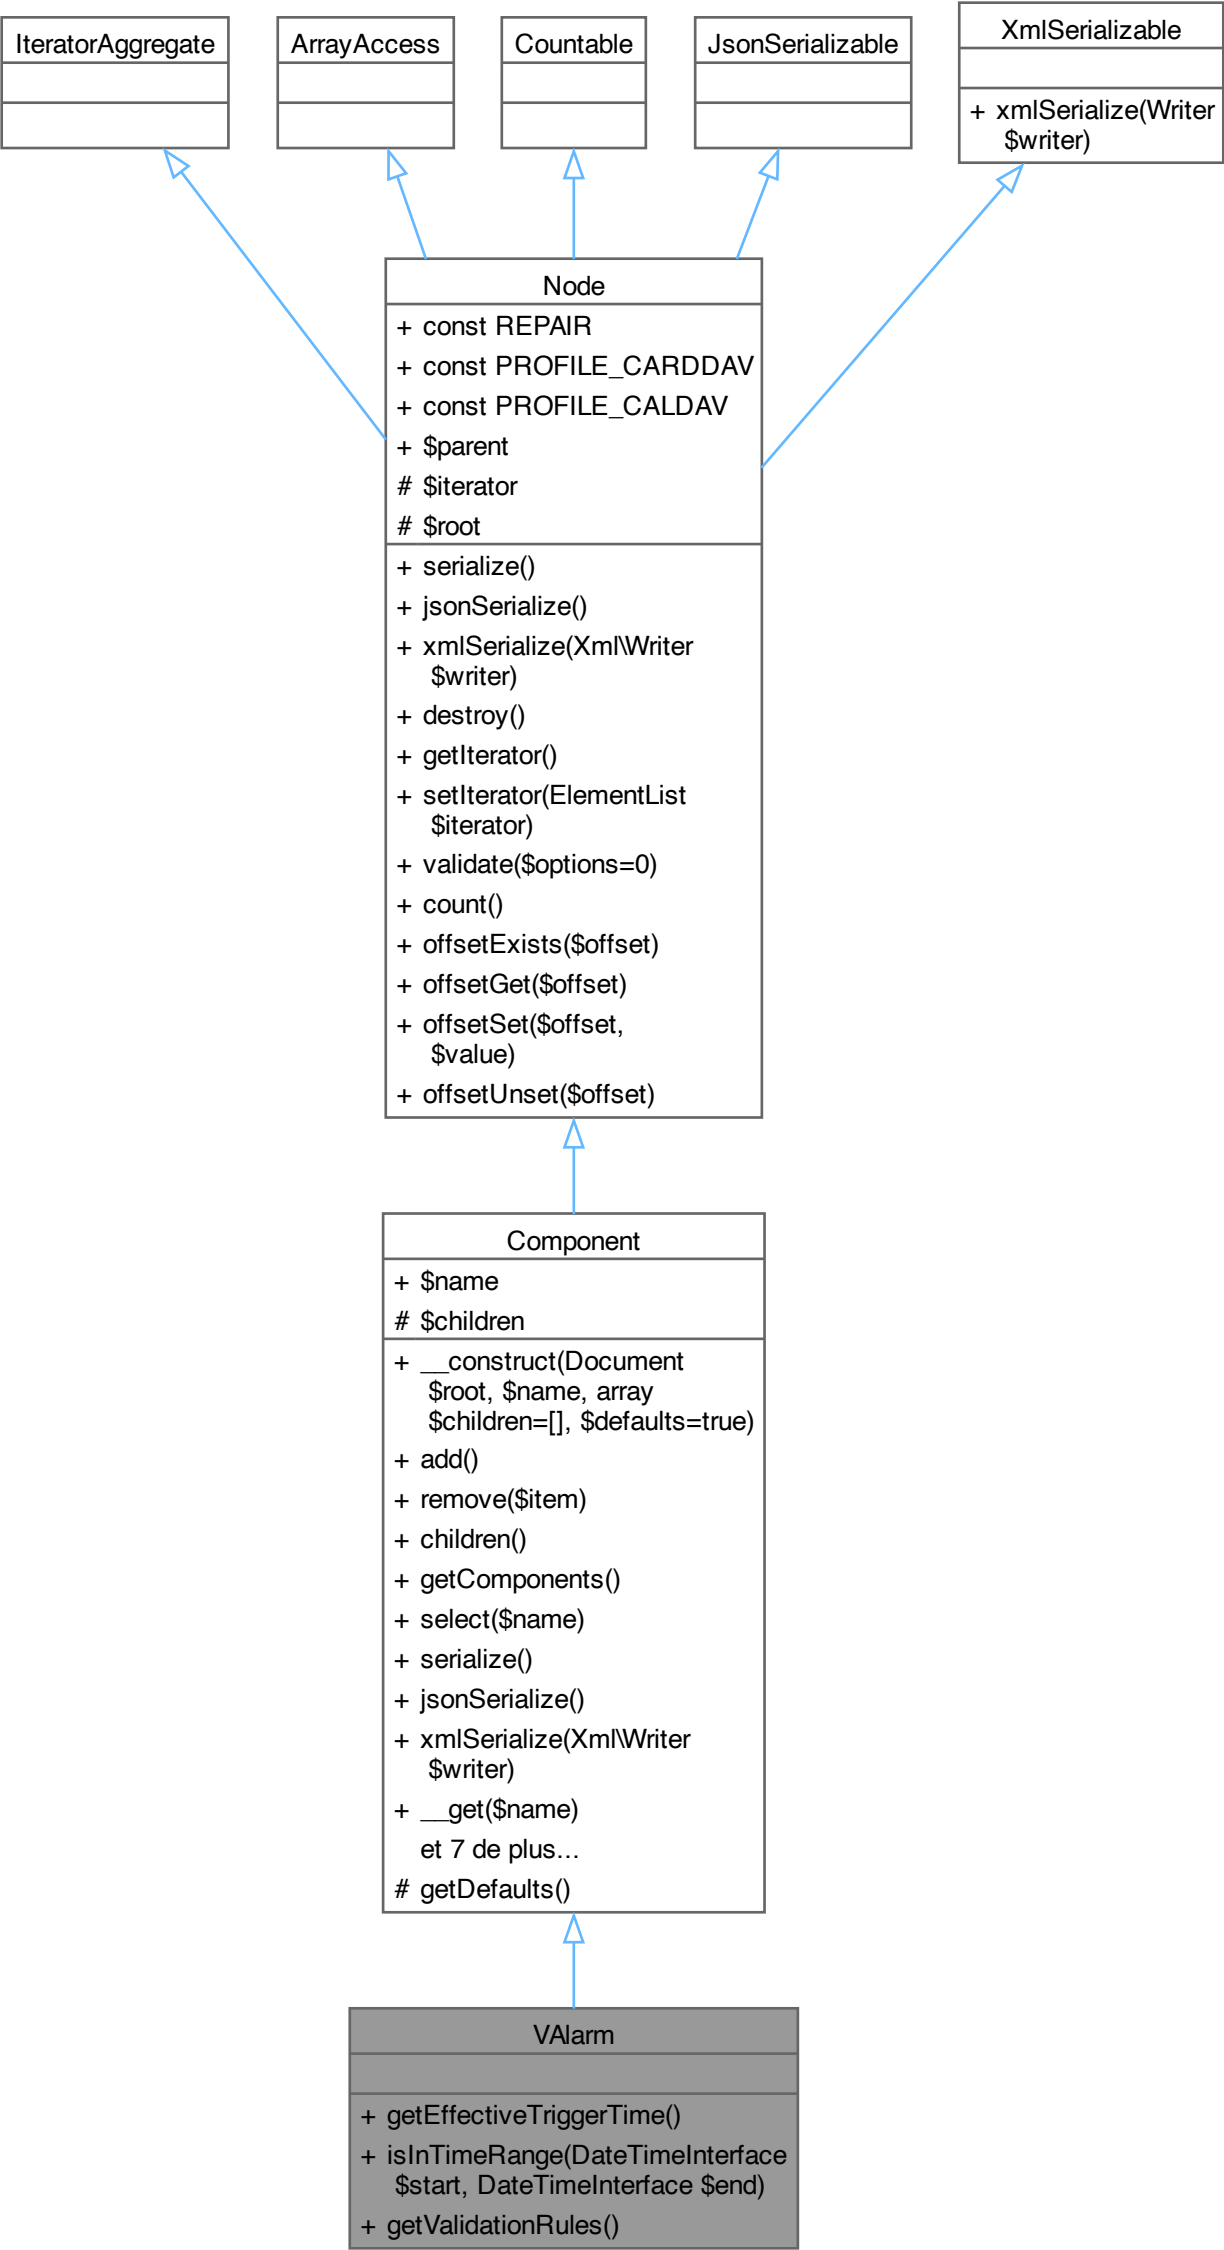 IteratorAggregate
ArrayAccess
Countable
JsonSerializable
XmlSerializable
+ xmlSerialize(Writer
$writer)
Node
+ const REPAIR
+ const PROFILE_CARDDAV
+ const PROFILE_CALDAV
+ $parent
# $iterator
# $root
+ serialize()
+ jsonSerialize()
+ xmlSerialize(Xml\Writer
$writer)
+ destroy()
+ getIterator()
+ setIterator(ElementList
$iterator)
+ validate($options=0)
+ count()
+ offsetExists($offset)
+ offsetGet($offset)
+ offsetSet($offset,
$value)
+ offsetUnset($offset)
Component
+ $name
# $children
+ __construct(Document
$root, $name, array
$children=[], $defaults=true)
+ add()
+ remove($item)
+ children()
+ getComponents()
+ select($name)
+ serialize()
+ jsonSerialize()
+ xmlSerialize(Xml\Writer
$writer)
+ __get($name)
et 7 de plus...
# getDefaults()
VAlarm
+ getEffectiveTriggerTime()
+ isInTimeRange(DateTimeInterface
$start, DateTimeInterface $end)
+ getValidationRules()